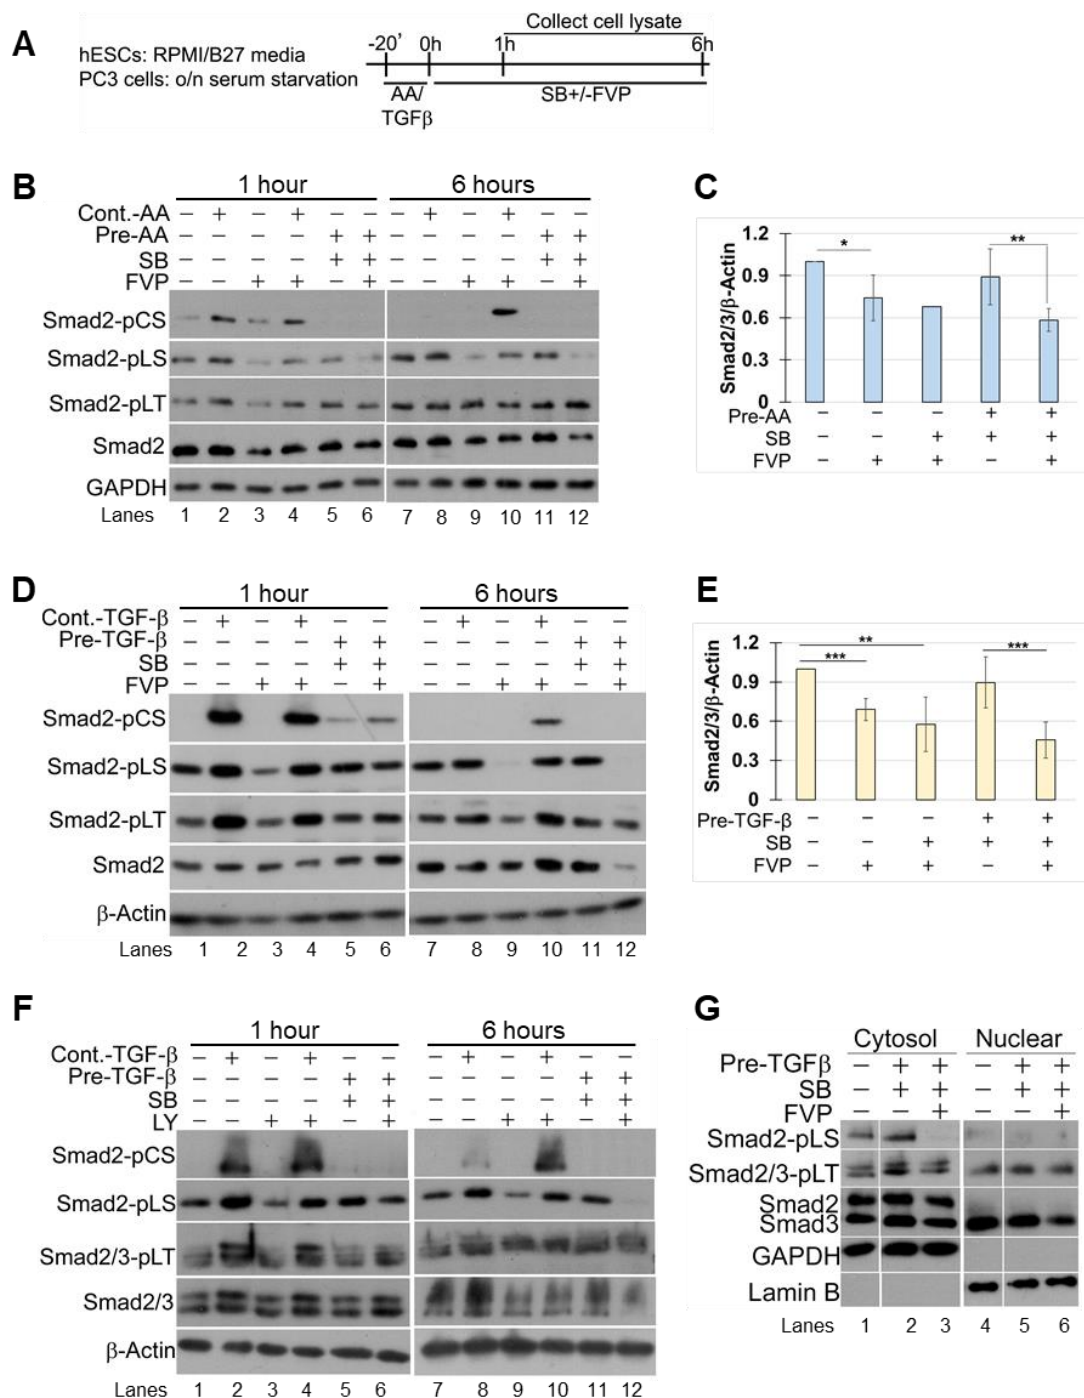 A
Collect cell lysate
-20' 0h 1h 6h
hESCs: RPMI/B27 media
PC3 cells: o/n serum starvation
AA/ SB+/-FVP
TGFβ
B
1 hour 6 hours
Cont.-AA − + − + − − − + − + − −
Pre-AA − − − − + + − − − − + +
SB − − − − + + − − − − + +
FVP − − + + − + − − + + − +
Smad2-pCS
Smad2-pLS
Smad2-pLT
Smad2
GAPDH
Lanes 1 2 3 4 5 6 7 8 9 10 11 12
C
Smad2/3/β-Actin
1.2
0.9
0.6
0.3
0
* **
Pre-AA − − − + +
SB − − + + +
FVP − + + − +
D
1 hour 6 hours
Cont.-TGF-β − + − + − − − + − + − −
Pre-TGF-β − − − − + + − − − − + +
SB − − − − + + − − − − + +
FVP − − + + − + − − + + − +
Smad2-pCS
Smad2-pLS
Smad2-pLT
Smad2
β-Actin
Lanes 1 2 3 4 5 6 7 8 9 10 11 12
E
Smad2/3/β-Actin
1.2
0.9
0.6
0.3
0
**
*** ***
Pre-TGF-β − − − + +
SB − − + + +
FVP − + + − +
F
1 hour 6 hours
Cont.-TGF-β − + − + − − − + − + − −
Pre-TGF-β − − − − + + − − − − + +
SB − − − − + + − − − − + +
LY − − + + − + − − + + − +
Smad2-pCS
Smad2-pLS
Smad2/3-pLT
Smad2/3
β-Actin
Lanes 1 2 3 4 5 6 7 8 9 10 11 12
G
Cytosol Nuclear
Pre-TGFβ − + + − + +
SB − + + − + +
FVP − − + − − +
Smad2-pLS
Smad2/3-pLT
Smad2
Smad3
GAPDH
Lamin B
Lanes 1 2 3 4 5 6